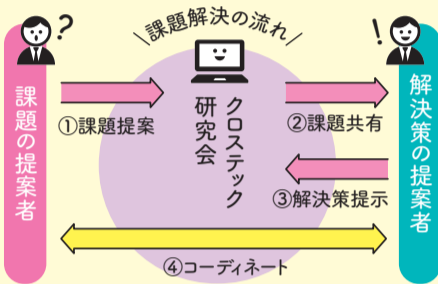 課題解決の流れ
?
!
課題の提案者
①課題提案
クロステック
研究会
②課題共有
③解決策提示
④コーディネート
解決策の提案者